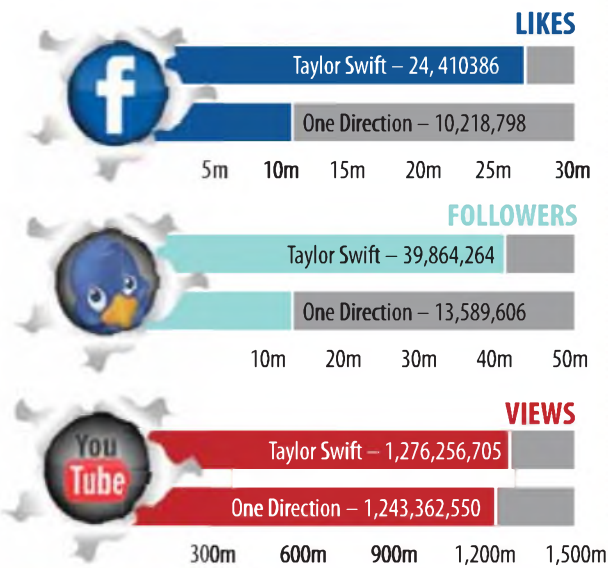 LIKES
f
Taylor Swift – 24, 410386
One Direction – 10,218,798
5m 10m 15m 20m 25m 30m
FOLLOWERS
Taylor Swift – 39,864,264
One Direction – 13,589,606
10m 20m 30m 40m 50m
VIEWS
You
Tube
Taylor Swift – 1,276,256,705
One Direction – 1,243,362,550
300m 600m 900m 1,200m 1,500m